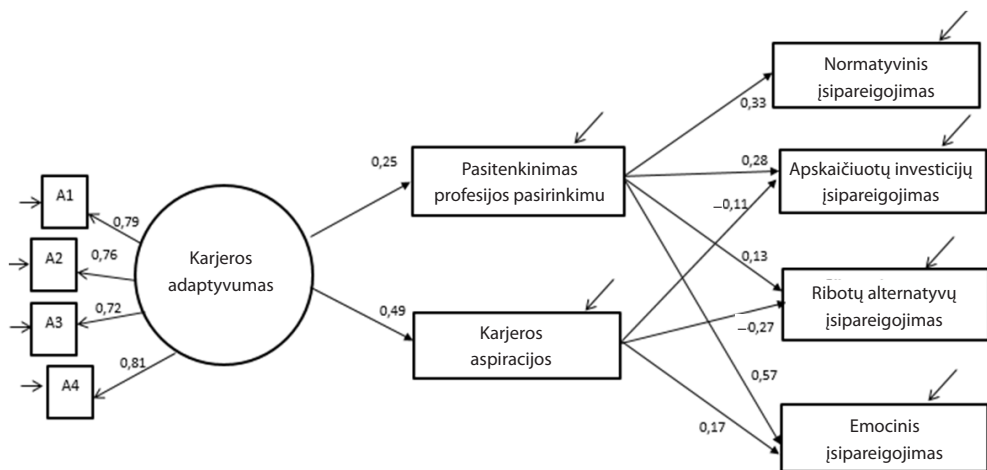 Normatyvinis
įsipareigojimas
0,33
0,25
Pasitenkinimas
profesijos pasirinkimu
0,28
Apskaičiuotų investicijų
įsipareigojimas
A1
0,79
–0,11
A2
0,76
Karjeros
adaptyvumas
0,13
A3
0,72
Ribotų alternatyvų
įsipareigojimas
0,49
Karjeros
aspiracijos
–0,27
A4
0,81
0,57
0,17
Emocinis
įsipareigojimas